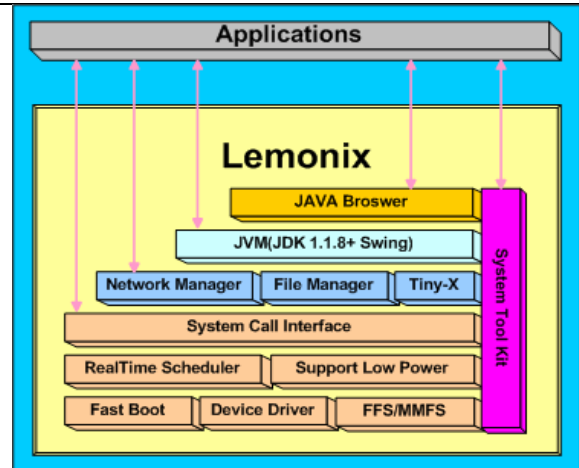 Applications
Lemonix
JAVA Broswer
JVM(JDK 1.1.8+ Swing)
Network Manager File Manager Tiny-X
System Call Interface
RealTime Scheduler Support Low Power
Fast Boot Device Driver FFS/MMFS
System Tool Kit